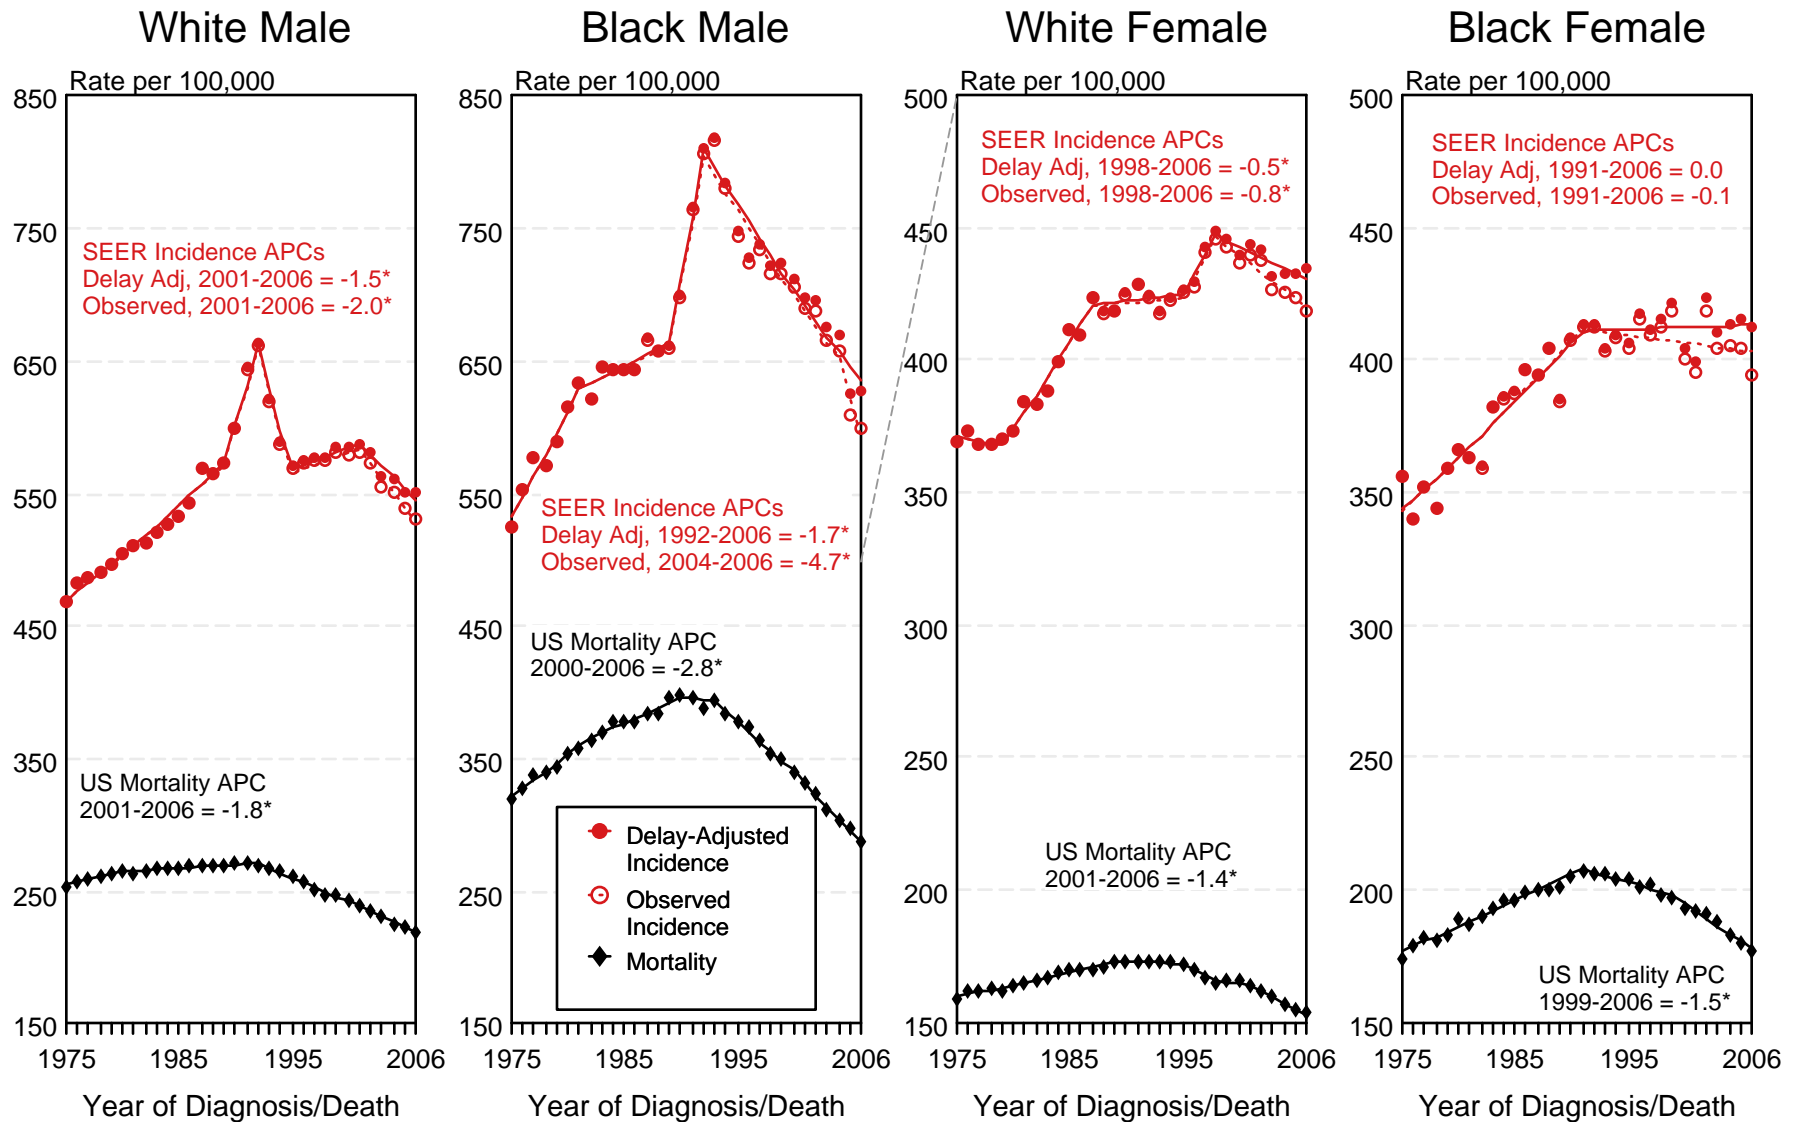 White Male
Black Male
White Female
Black Female
Rate per 100,000
850
750
650
550
450
350
250
150
SEER Incidence APCs
Delay Adj, 2001-2006 = -1.5*
Observed, 2001-2006 = -2.0*
US Mortality APC
2001-2006 = -1.8*
1975
1985
1995
2006
Year of Diagnosis/Death
Rate per 100,000
850
750
650
550
450
350
250
150
SEER Incidence APCs
Delay Adj, 1992-2006 = -1.7*
Observed, 2004-2006 = -4.7*
US Mortality APC
2000-2006 = -2.8*
Delay-Adjusted
Incidence
Observed
Incidence
Mortality
1975
1985
1995
2006
Year of Diagnosis/Death
Rate per 100,000
500
450
400
350
300
250
200
150
SEER Incidence APCs
Delay Adj, 1998-2006 = -0.5*
Observed, 1998-2006 = -0.8*
US Mortality APC
2001-2006 = -1.4*
1975
1985
1995
2006
Year of Diagnosis/Death
Rate per 100,000
500
450
400
350
300
250
200
150
SEER Incidence APCs
Delay Adj, 1991-2006 = 0.0
Observed, 1991-2006 = -0.1
US Mortality APC
1999-2006 = -1.5*
1975
1985
1995
2006
Year of Diagnosis/Death